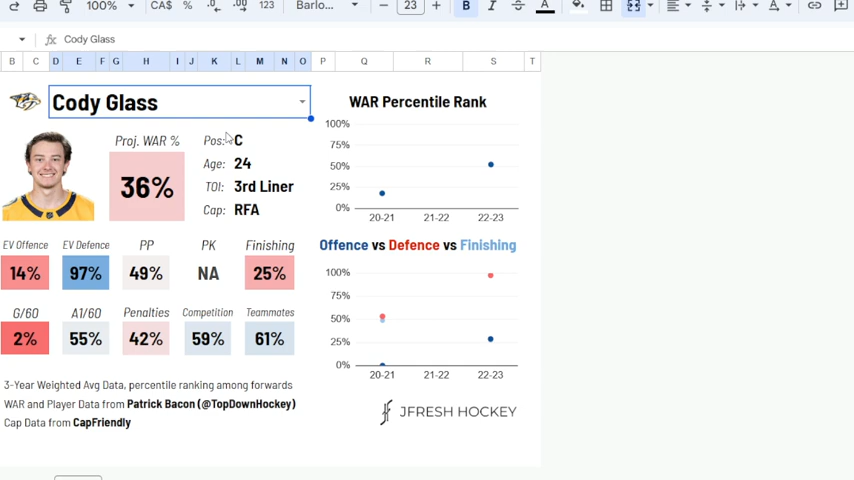 100% CA$ % .0 .00 123 Barlo... 23 B I S A
fx Cody Glass
B C D E F G H I J K L M N O P Q R S T
Cody Glass
WAR Percentile Rank
Proj. WAR %
36%
Pos: C
Age: 24
TOI: 3rd Liner
Cap: RFA
100%
75%
50%
25%
0%
20-21 21-22 22-23
EV Offence EV Defence PP PK Finishing
14% 97% 49% NA 25%
G/60 A1/60 Penalties Competition Teammates
2% 55% 42% 59% 61%
Offence vs Defence vs Finishing
100%
75%
50%
25%
0%
20-21 21-22 22-23
3-Year Weighted Avg Data, percentile ranking among forwards
WAR and Player Data from Patrick Bacon (@TopDownHockey)
Cap Data from CapFriendly
JFRESH HOCKEY